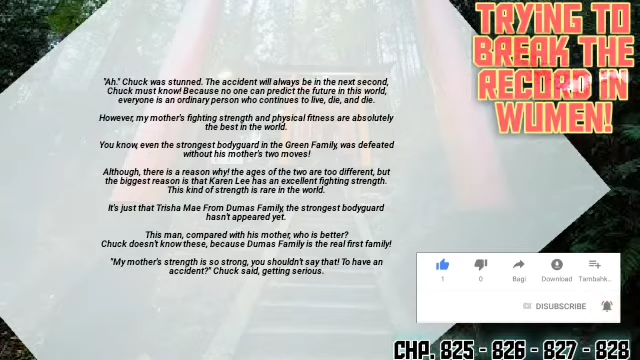 "Ah." Chuck was stunned. The accident will always be in the next second,
Chuck must know! Because no one can predict the future in this world,
everyone is an ordinary person who continues to live, die, and die.
However, my mother's fighting strength and physical fitness are absolutely
the best in the world.
You know, even the strongest bodyguard in the Green Family, was defeated
without his mother's two moves!
Although, there is a reason why! the ages of the two are too different, but
the biggest reason is that Karen Lee has an excellent fighting strength.
This kind of strength is rare in the world.
It's just that Trisha Mae From Dumas Family, the strongest bodyguard
hasn't appeared yet.
This man, compared with his mother, who is better?
Chuck doesn't know these, because Dumas Family is the real first family!
"My mother's strength is so strong, you shouldn't say that! To have an
accident?" Chuck said, getting serious.
TRYING TO
BREAK THE
RECORD IN
WUMEN!
1 0 Bagi Download Tambahk...
DISUBSCRIBE
CHP. 825 - 826 - 827 - 828